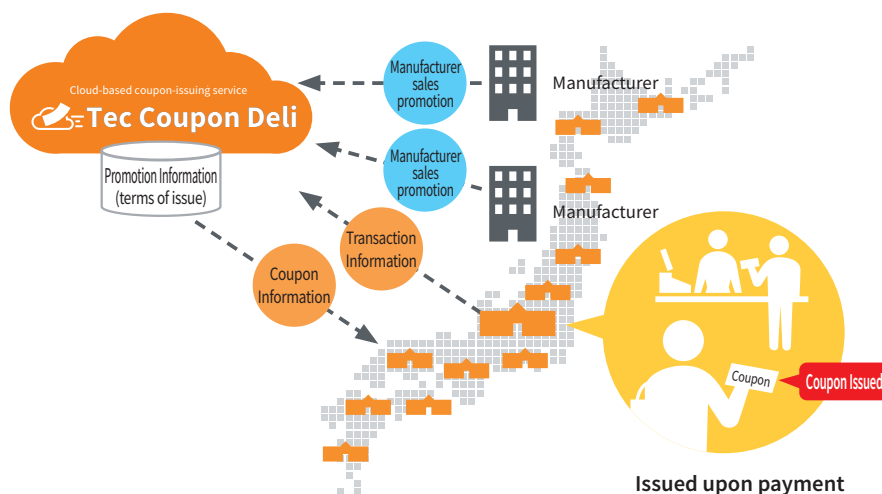 Cloud-based coupon-issuing service
Tec Coupon Deli
Promotion Information
(terms of issue)
Manufacturer
sales
promotion
Manufacturer
Manufacturer
sales
promotion
Manufacturer
Transaction
Information
Coupon
Information
Coupon
Coupon Issued
Issued upon payment